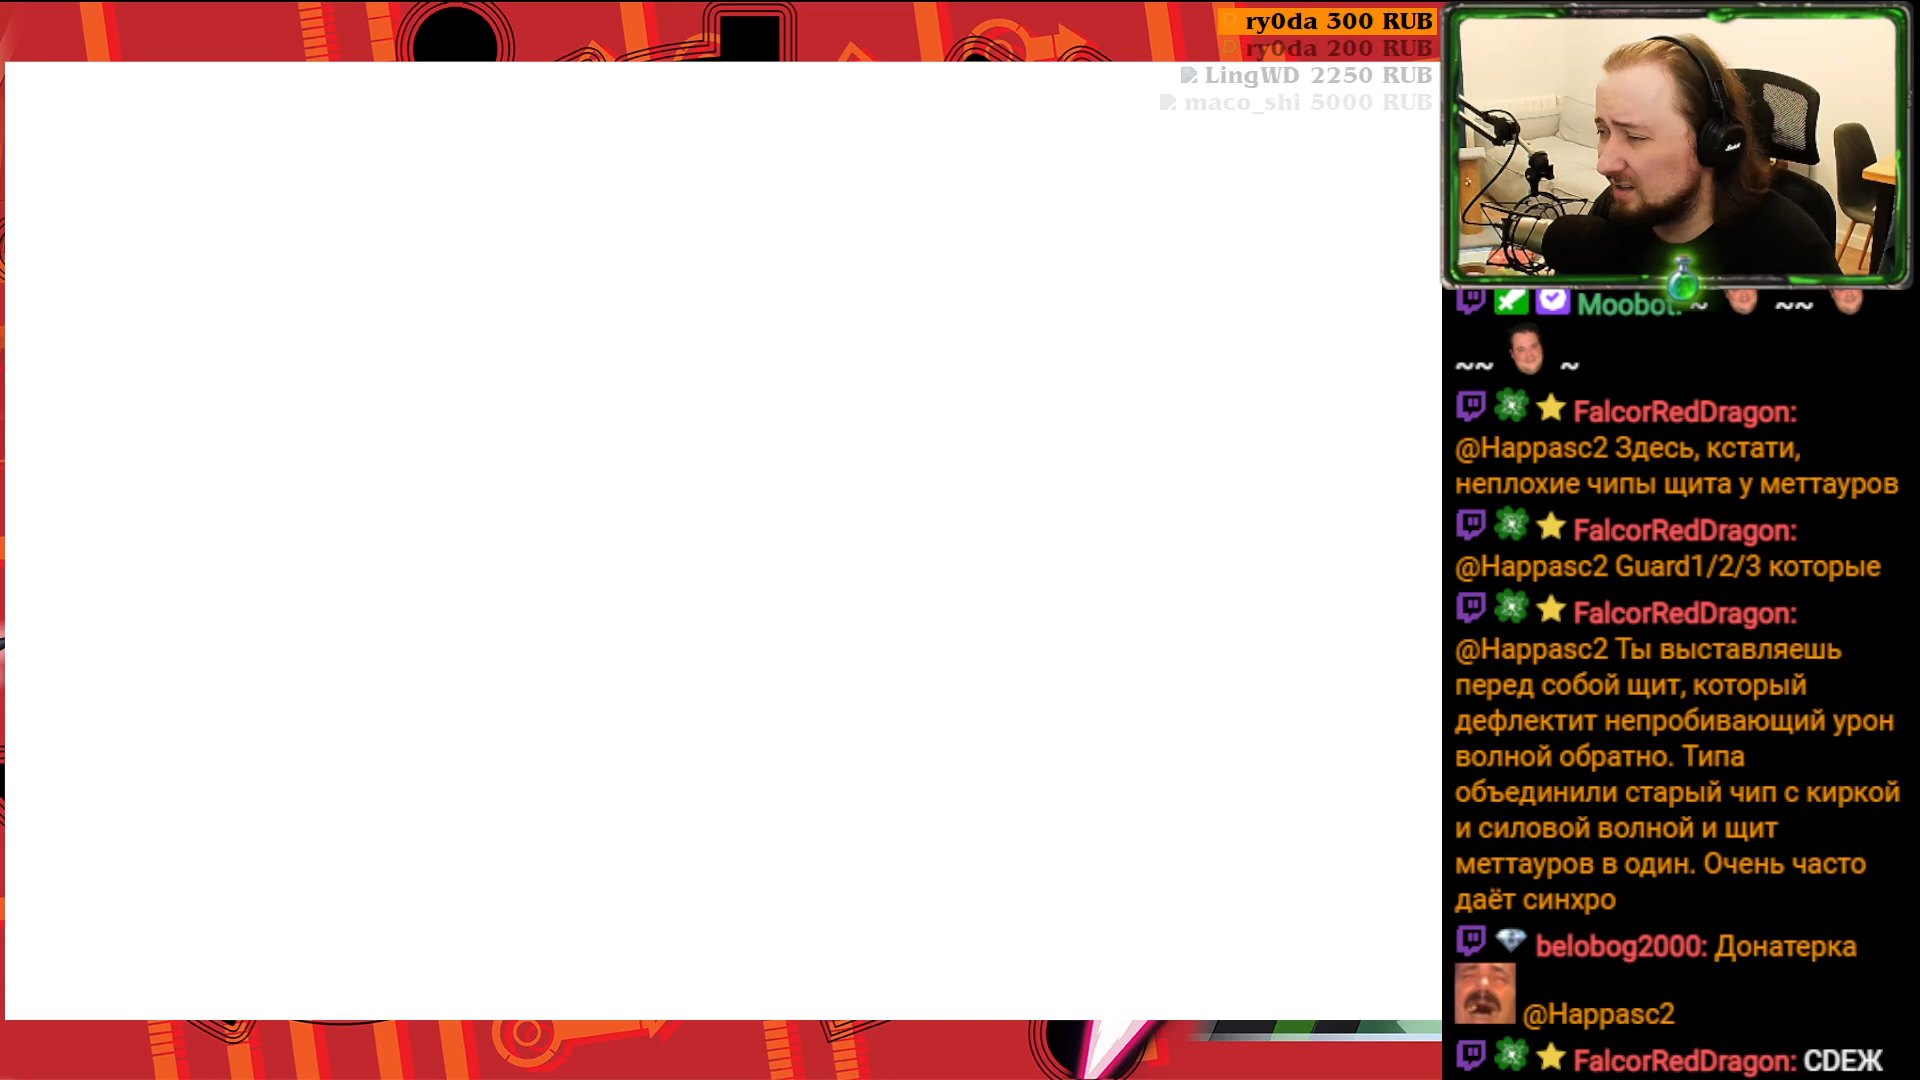 ry0da 300 RUB
ry0da 200 RUB
LingWD 2250 RUB
maco_shi 5000 RUB
Moobot: ~ ~~
~~ ~
FalcorRedDragon:
@Happasc2 Здесь, кстати,
неплохие чипы щита у меттауров
FalcorRedDragon:
@Happasc2 Guard1/2/3 которые
FalcorRedDragon:
@Happasc2 Ты выставляешь
перед собой щит, который
дефлектит непробивающий урон
волной обратно. Типа
объединили старый чип с киркой
и силовой волной и щит
меттауров в один. Очень часто
даёт синхро
belobog2000: Донатерка
@Happasc2
FalcorRedDragon: CDEЖ